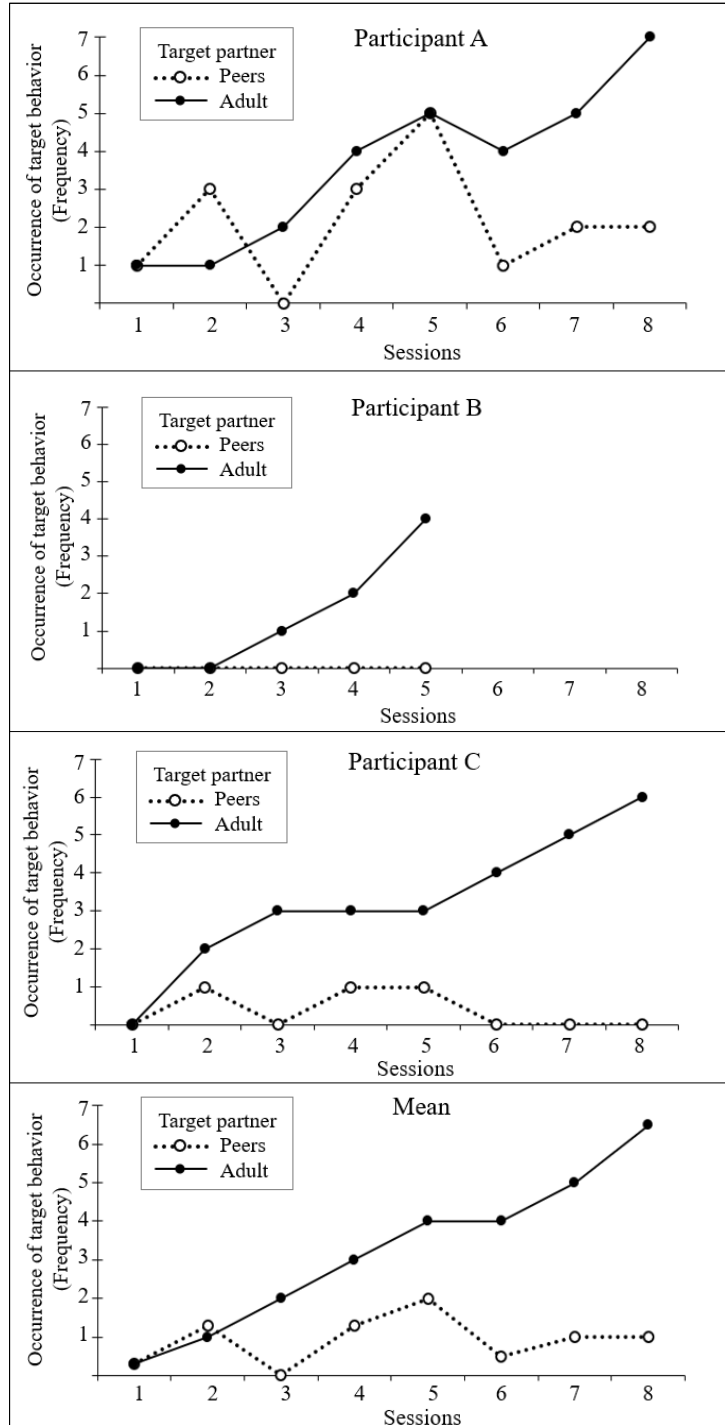 Participant A
Target partner
Peers
Adult
Occurrence of target behavior
(Frequency)
7
6
5
4
3
2
1
1 2 3 4 5 6 7 8
Sessions
Participant B
Target partner
Peers
Adult
Occurrence of target behavior
(Frequency)
7
6
5
4
3
2
1
1 2 3 4 5 6 7 8
Sessions
Participant C
Target partner
Peers
Adult
Occurrence of target behavior
(Frequency)
7
6
5
4
3
2
1
1 2 3 4 5 6 7 8
Sessions
Mean
Target partner
Peers
Adult
Occurrence of target behavior
(Frequency)
7
6
5
4
3
2
1
1 2 3 4 5 6 7 8
Sessions